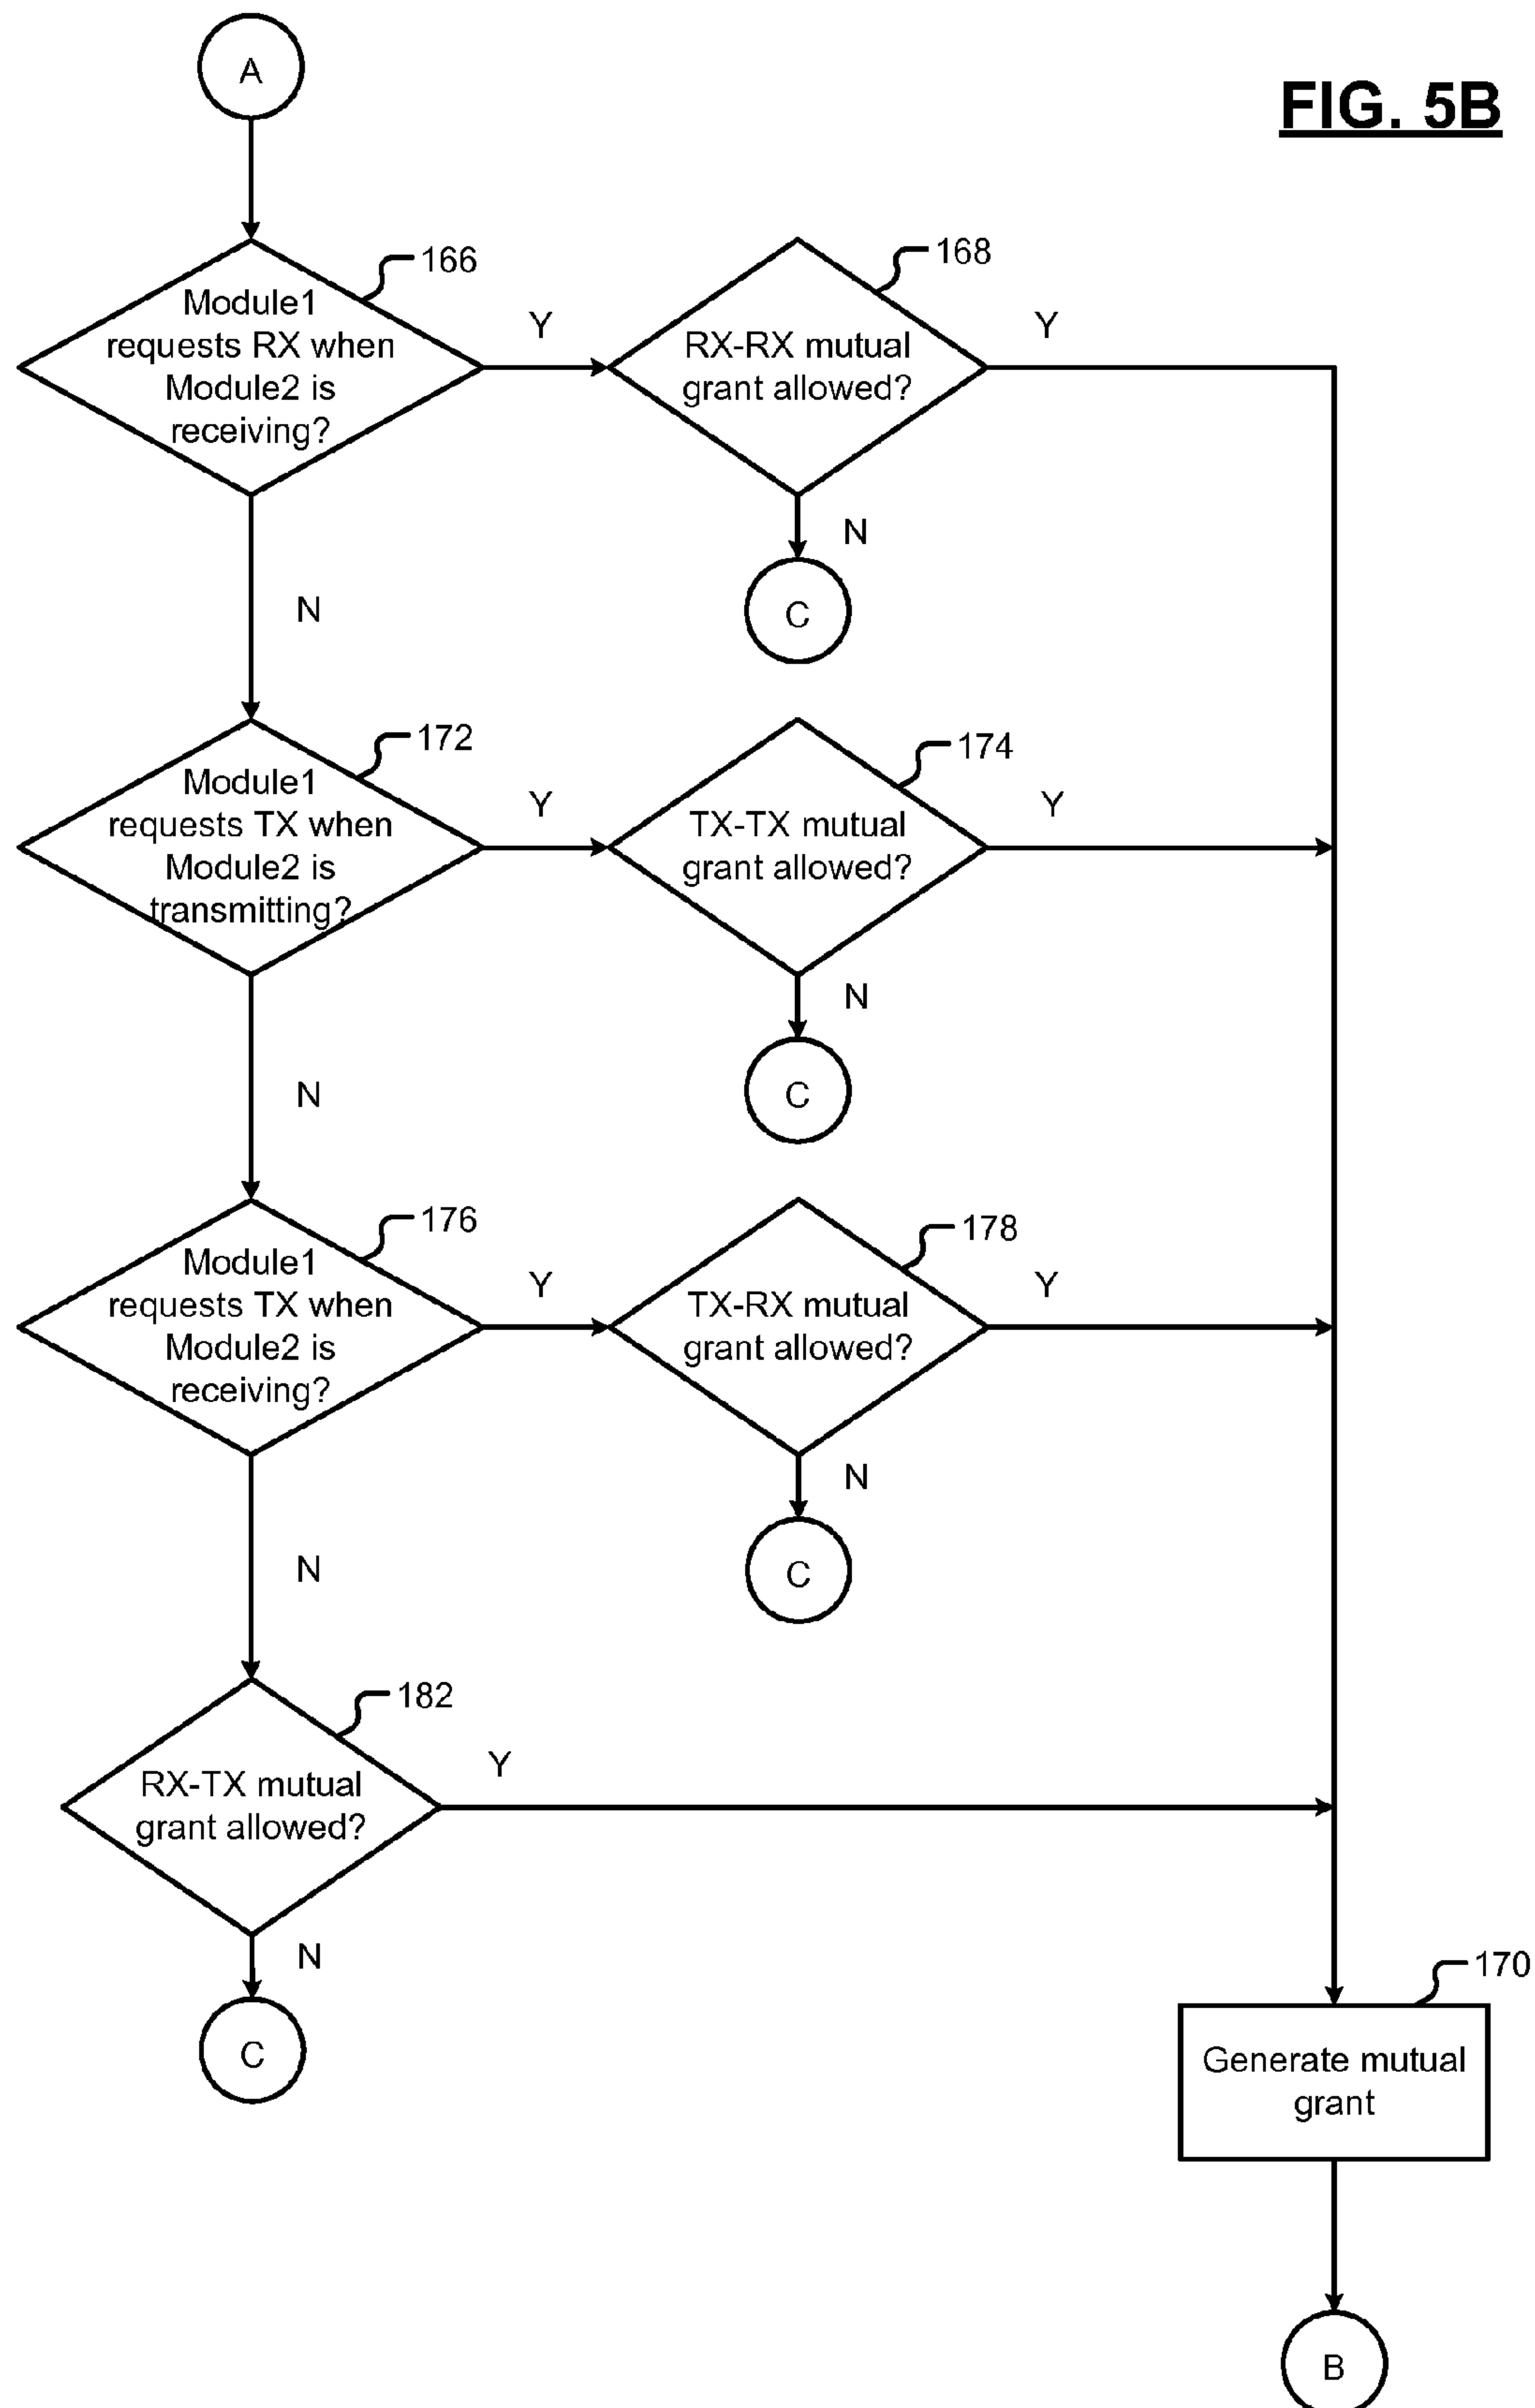 A
FIG. 5B
166
Module1
requests RX when
Module2 is
receiving?
Y
168
RX-RX mutual
grant allowed?
Y
N
C
N
172
Module1
requests TX when
Module2 is
transmitting?
Y
174
TX-TX mutual
grant allowed?
Y
N
C
N
176
Module1
requests TX when
Module2 is
receiving?
Y
178
TX-RX mutual
grant allowed?
Y
N
C
N
182
RX-TX mutual
grant allowed?
Y
N
C
170
Generate mutual
grant
B